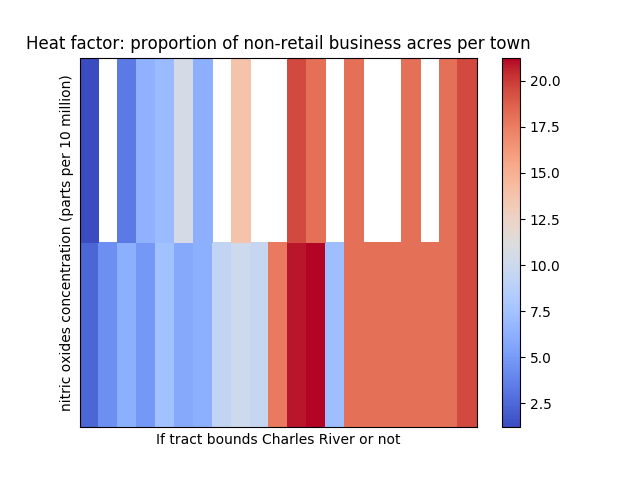 Heat factor: proportion of non-retail business acres per town
nitric oxides concentration (parts per 10 million)
If tract bounds Charles River or not
20.0
17.5
15.0
12.5
10.0
7.5
5.0
2.5